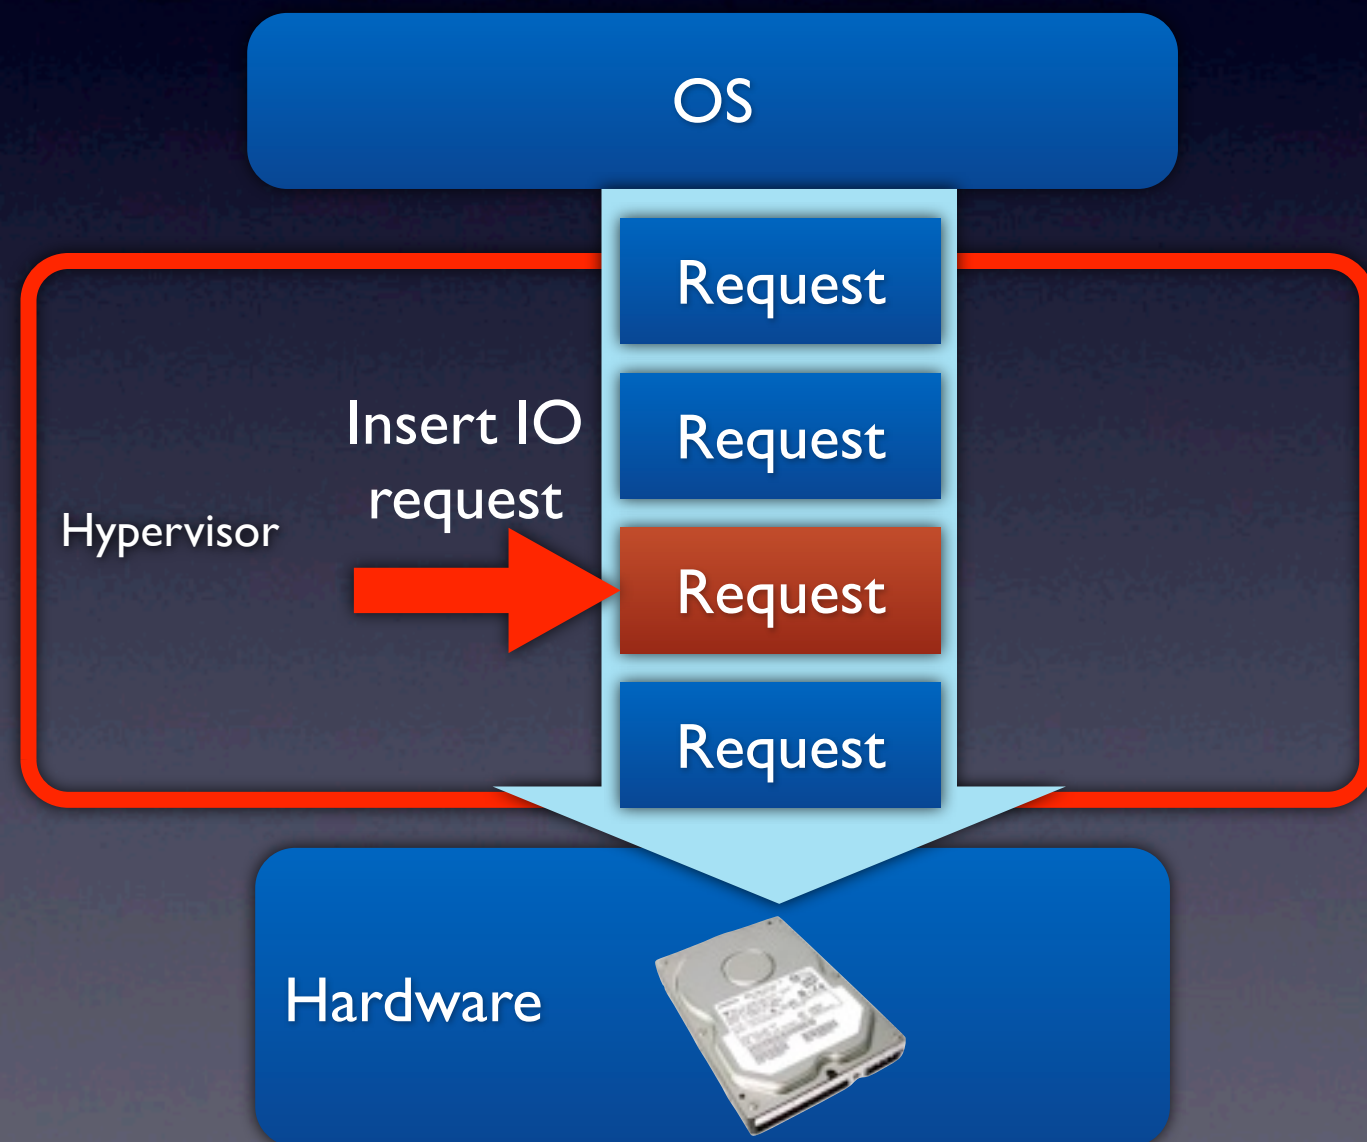 OS
Request
Request
Insert IO
request
Hypervisor
Request
Request
Hardware